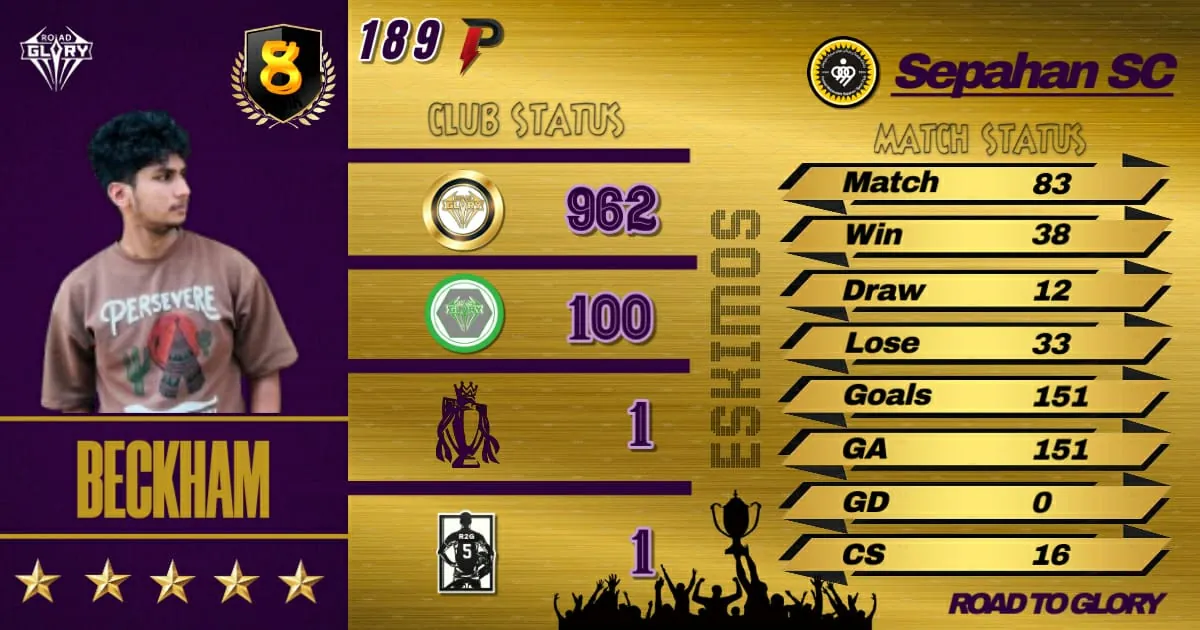 ROAD
GLORY
8
PERSEVERE
BECKHAM
189 P
CLUB STATUS
GLORY
962
GLORY
100
1
R2G
5
1
ESKIMOS
Sepahan SC
MATCH STATUS
Match 83
Win 38
Draw 12
Lose 33
Goals 151
GA 151
GD 0
CS 16
ROAD TO GLORY